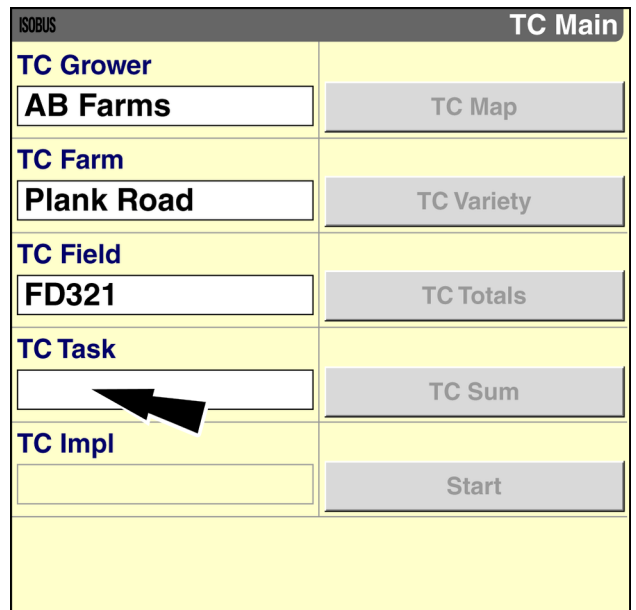 ISOBUS
TC Main
TC Grower
AB Farms
TC Map
TC Farm
Plank Road
TC Variety
TC Field
FD321
TC Totals
TC Task
TC Sum
TC Impl
Start